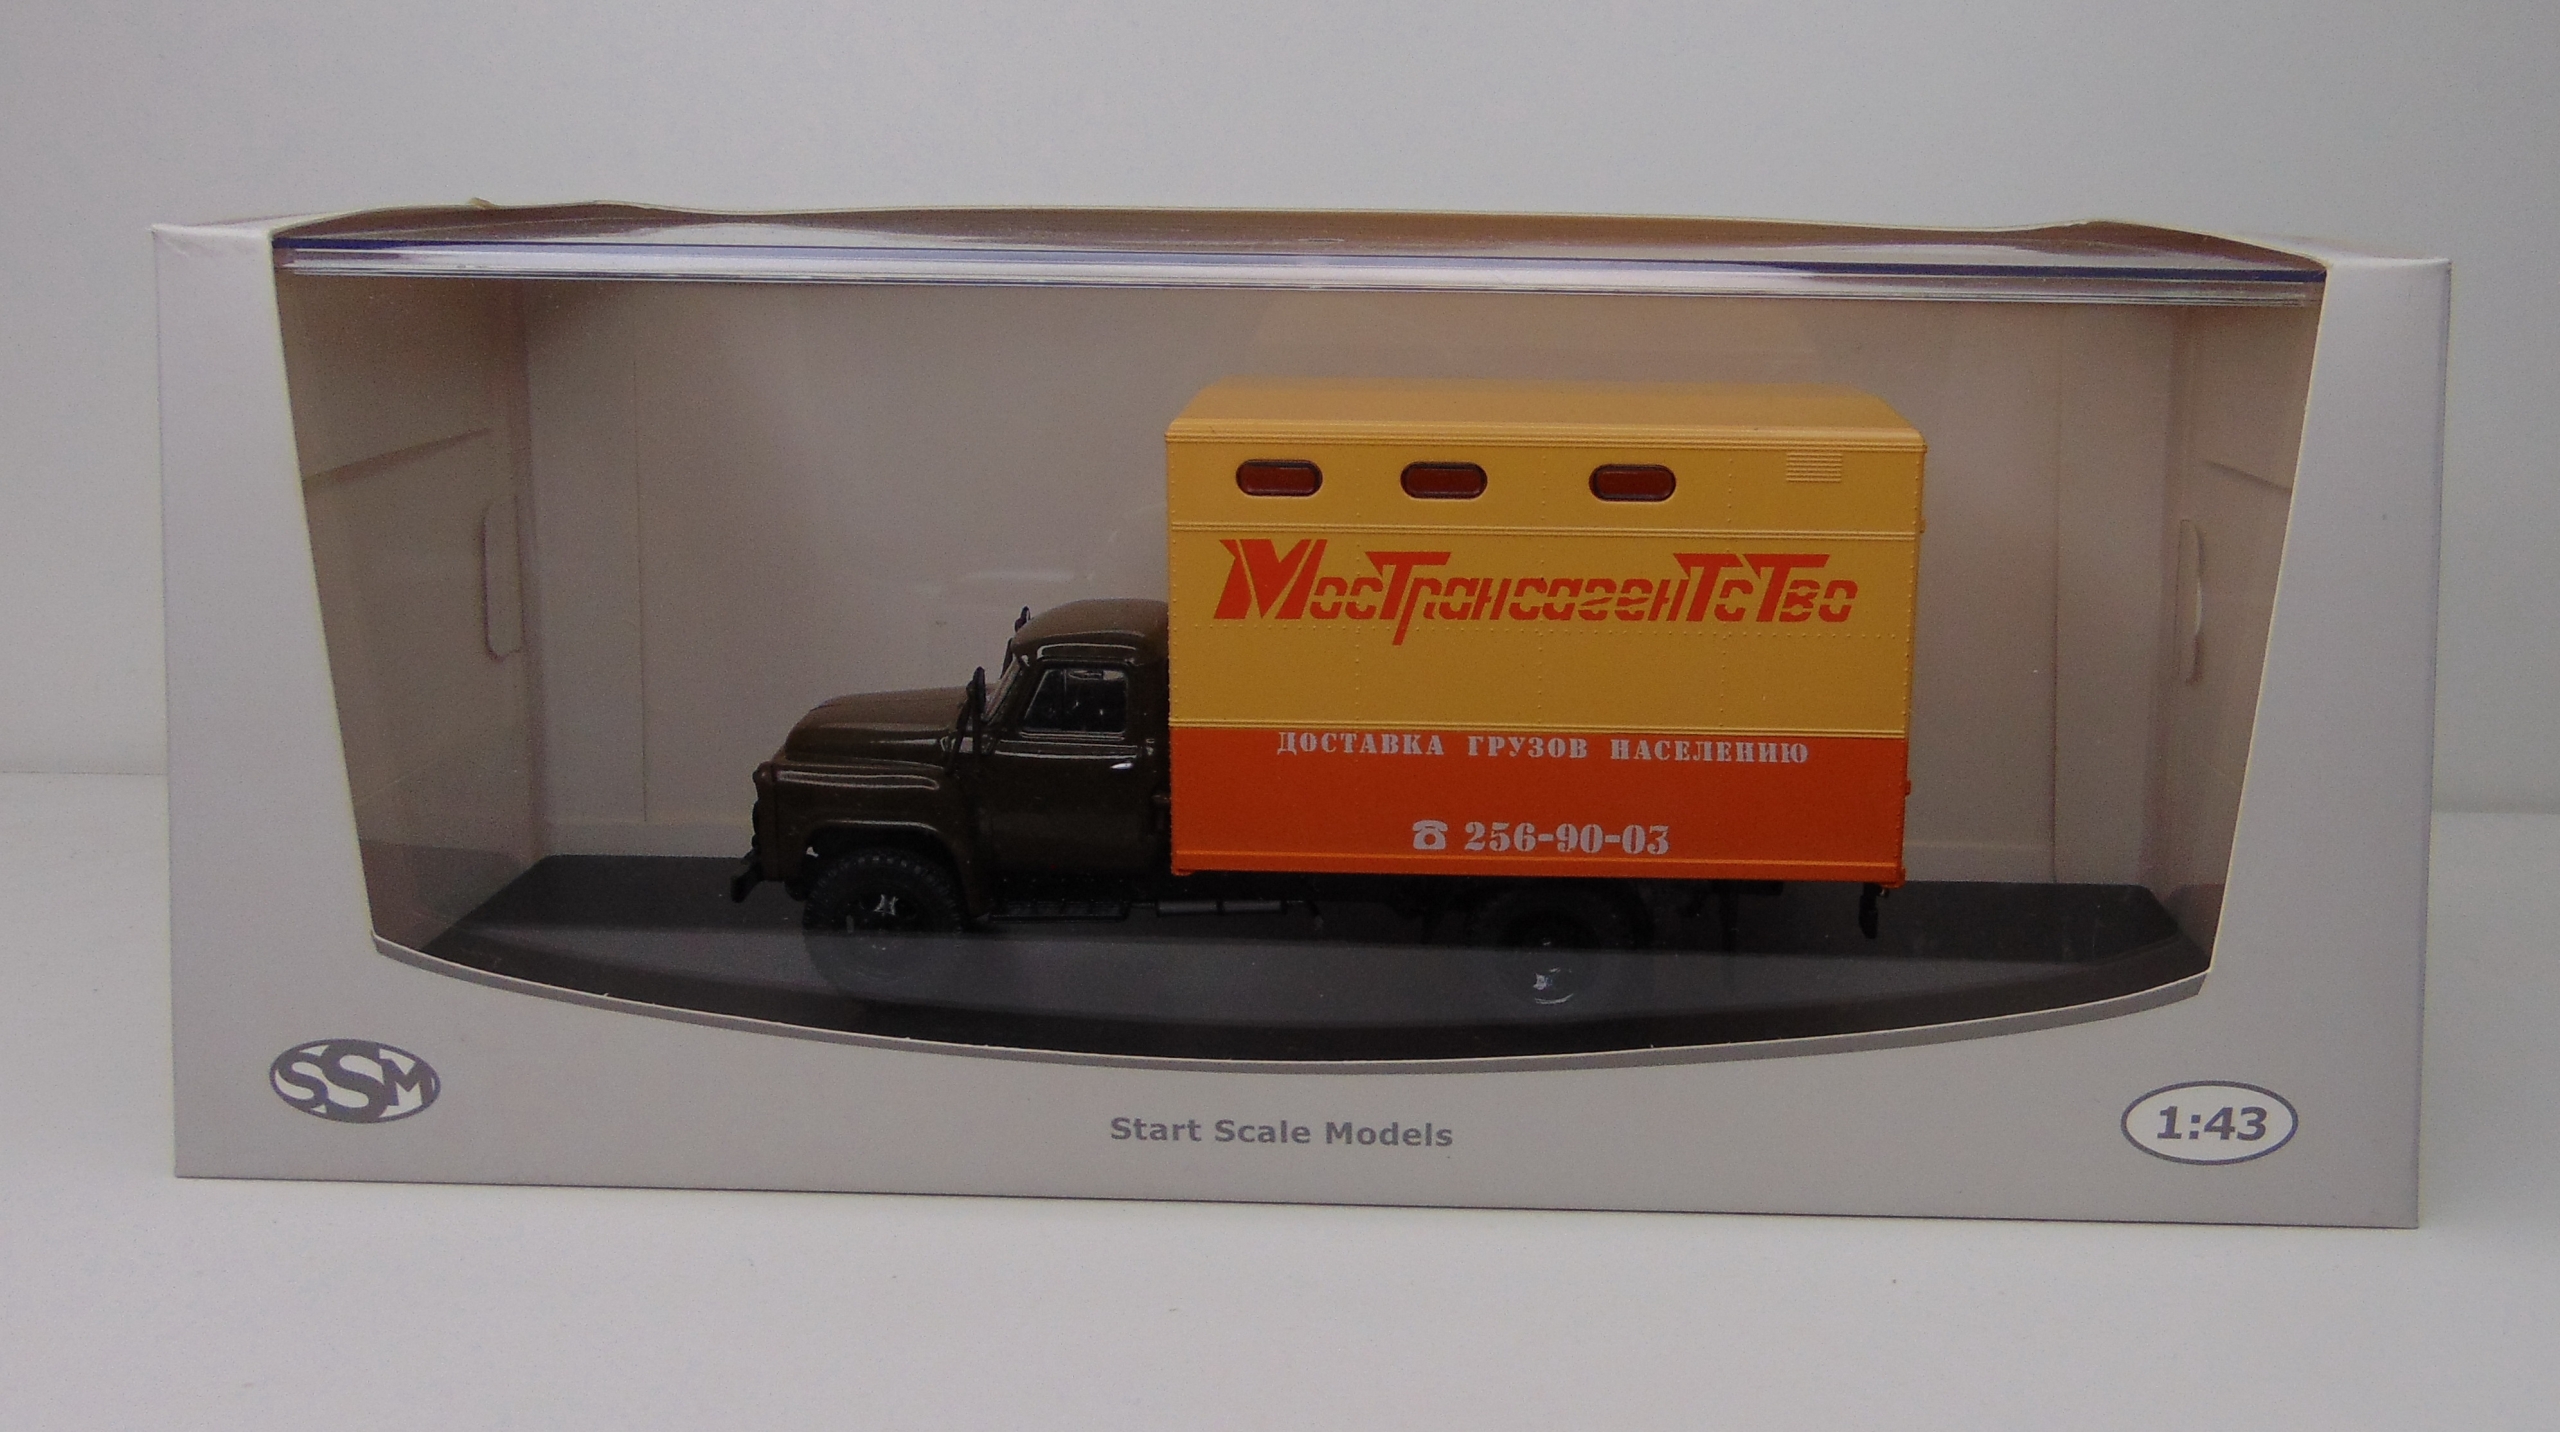 МосТрансагенТсТво
ДОСТАВКА ГРУЗОВ НАСЕЛЕНИЮ
☎ 256-90-03
SSM
Start Scale Models
1:43